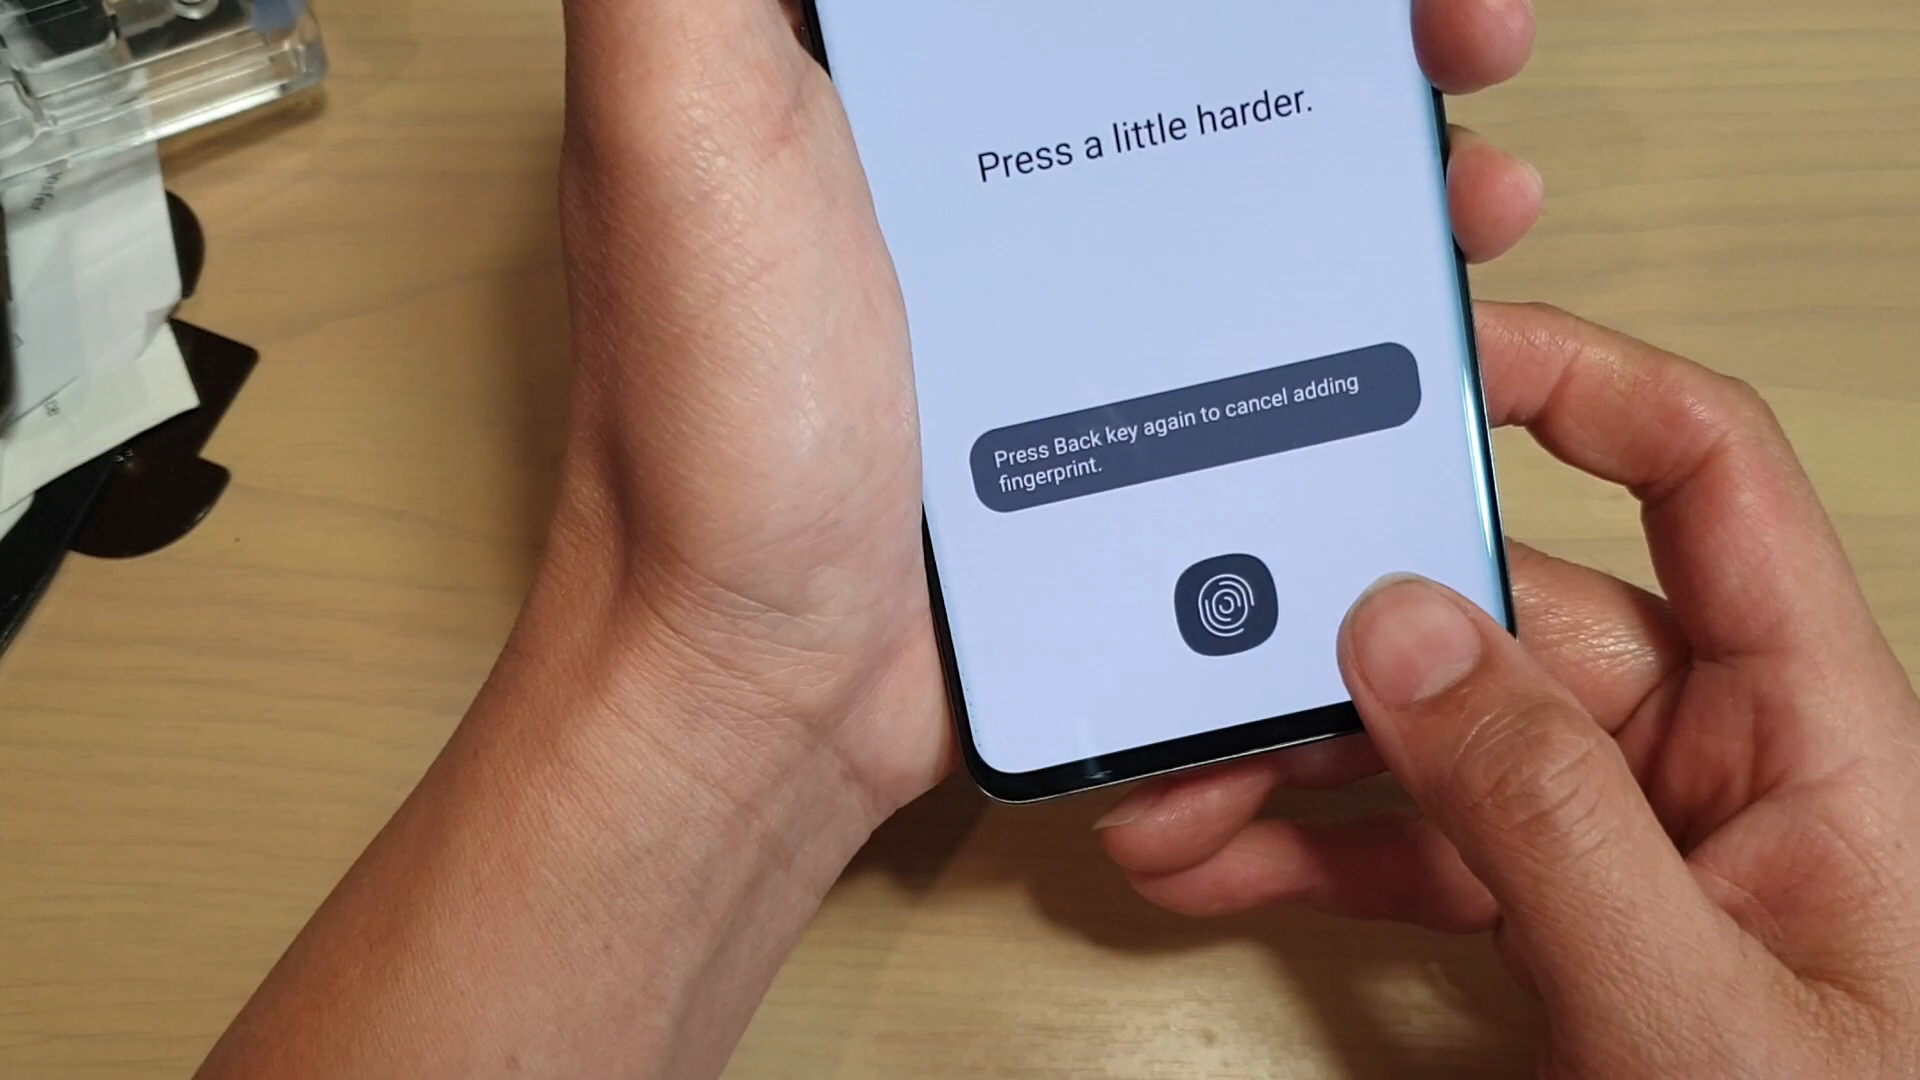 Press a little harder.
Press Back key again to cancel adding
fingerprint.